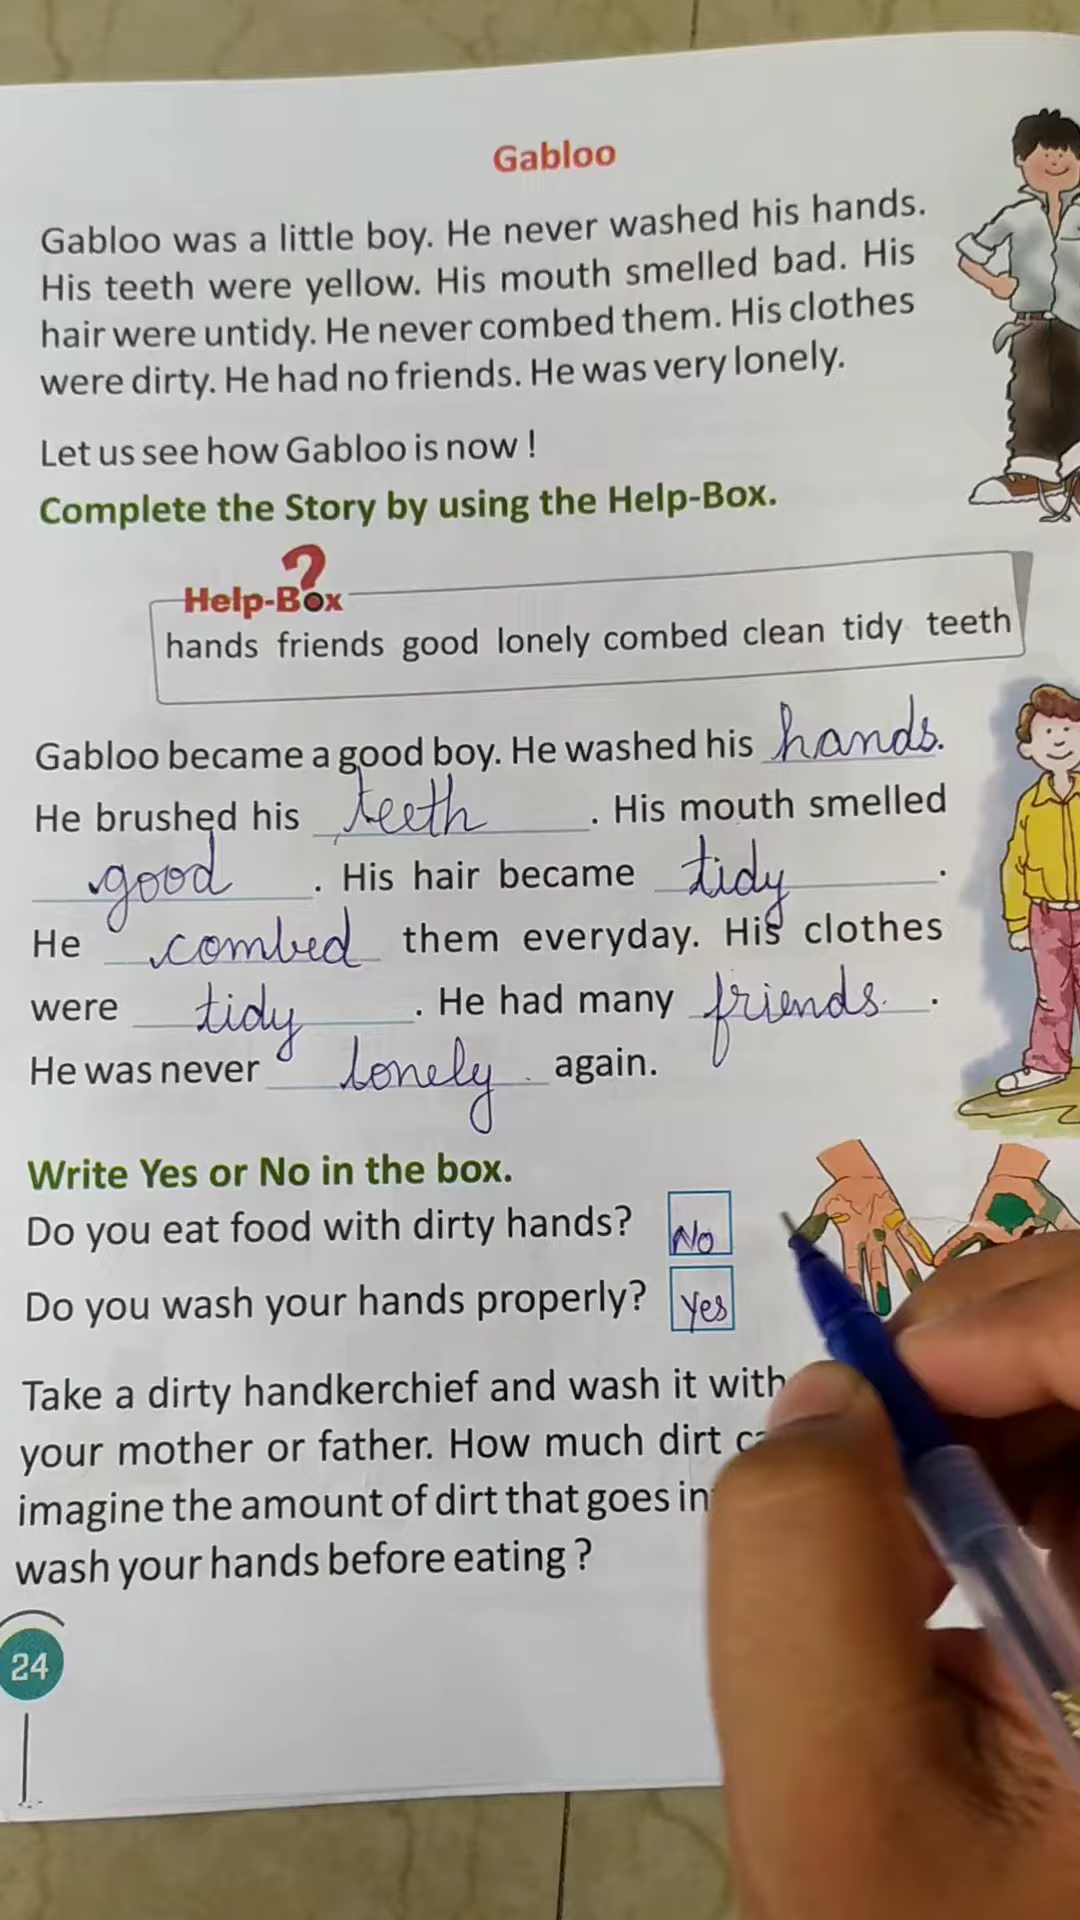 Gabloo
Gabloo was a little boy. He never washed his hands.
His teeth were yellow. His mouth smelled bad. His
hair were untidy. He never combed them. His clothes
were dirty. He had no friends. He was very lonely.
Let us see how Gabloo is now !
Complete the Story by using the Help-Box.
?
Help-Box
hands friends good lonely combed clean tidy teeth
Gabloo became a good boy. He washed his hands.
He brushed his teeth. His mouth smelled
good. His hair became tidy.
He combed them everyday. His clothes
were tidy. He had many friends.
He was never lonely again.
Write Yes or No in the box.
Do you eat food with dirty hands? No
Do you wash your hands properly? Yes
Take a dirty handkerchief and wash it with
your mother or father. How much dirt
imagine the amount of dirt that goes
wash your hands before eating ?
24